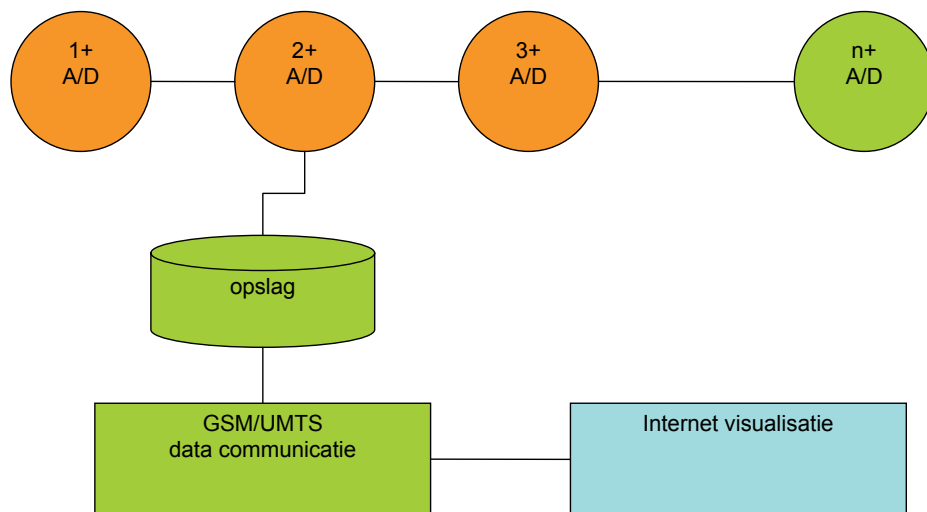 1+
A/D
2+
A/D
3+
A/D
n+
A/D
opslag
GSM/UMTS
data communicatie
Internet visualisatie